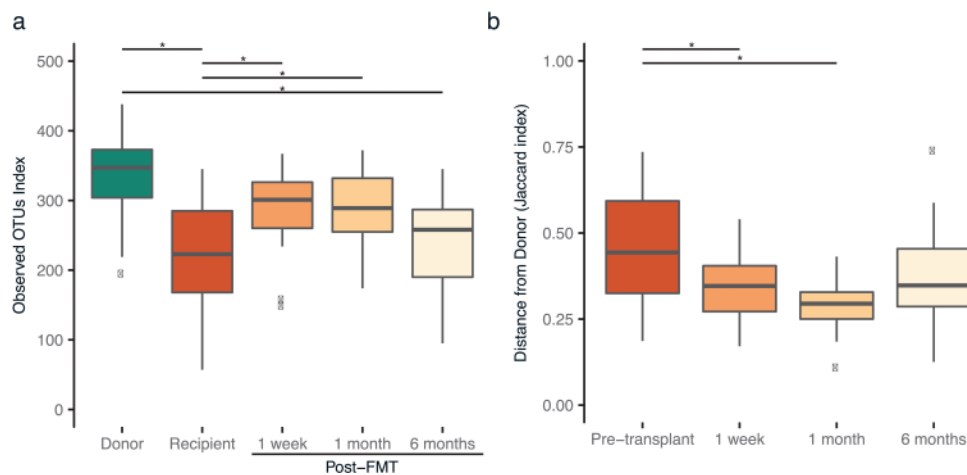 a
Observed OTUs Index
500
400
300
200
100
0
*
*
*
*
Donor
Recipient
1 week
1 month
6 months
Post–FMT
b
Distance from Donor (Jaccard index)
1.00
0.75
0.50
0.25
0.00
*
*
Pre–transplant
1 week
1 month
6 months